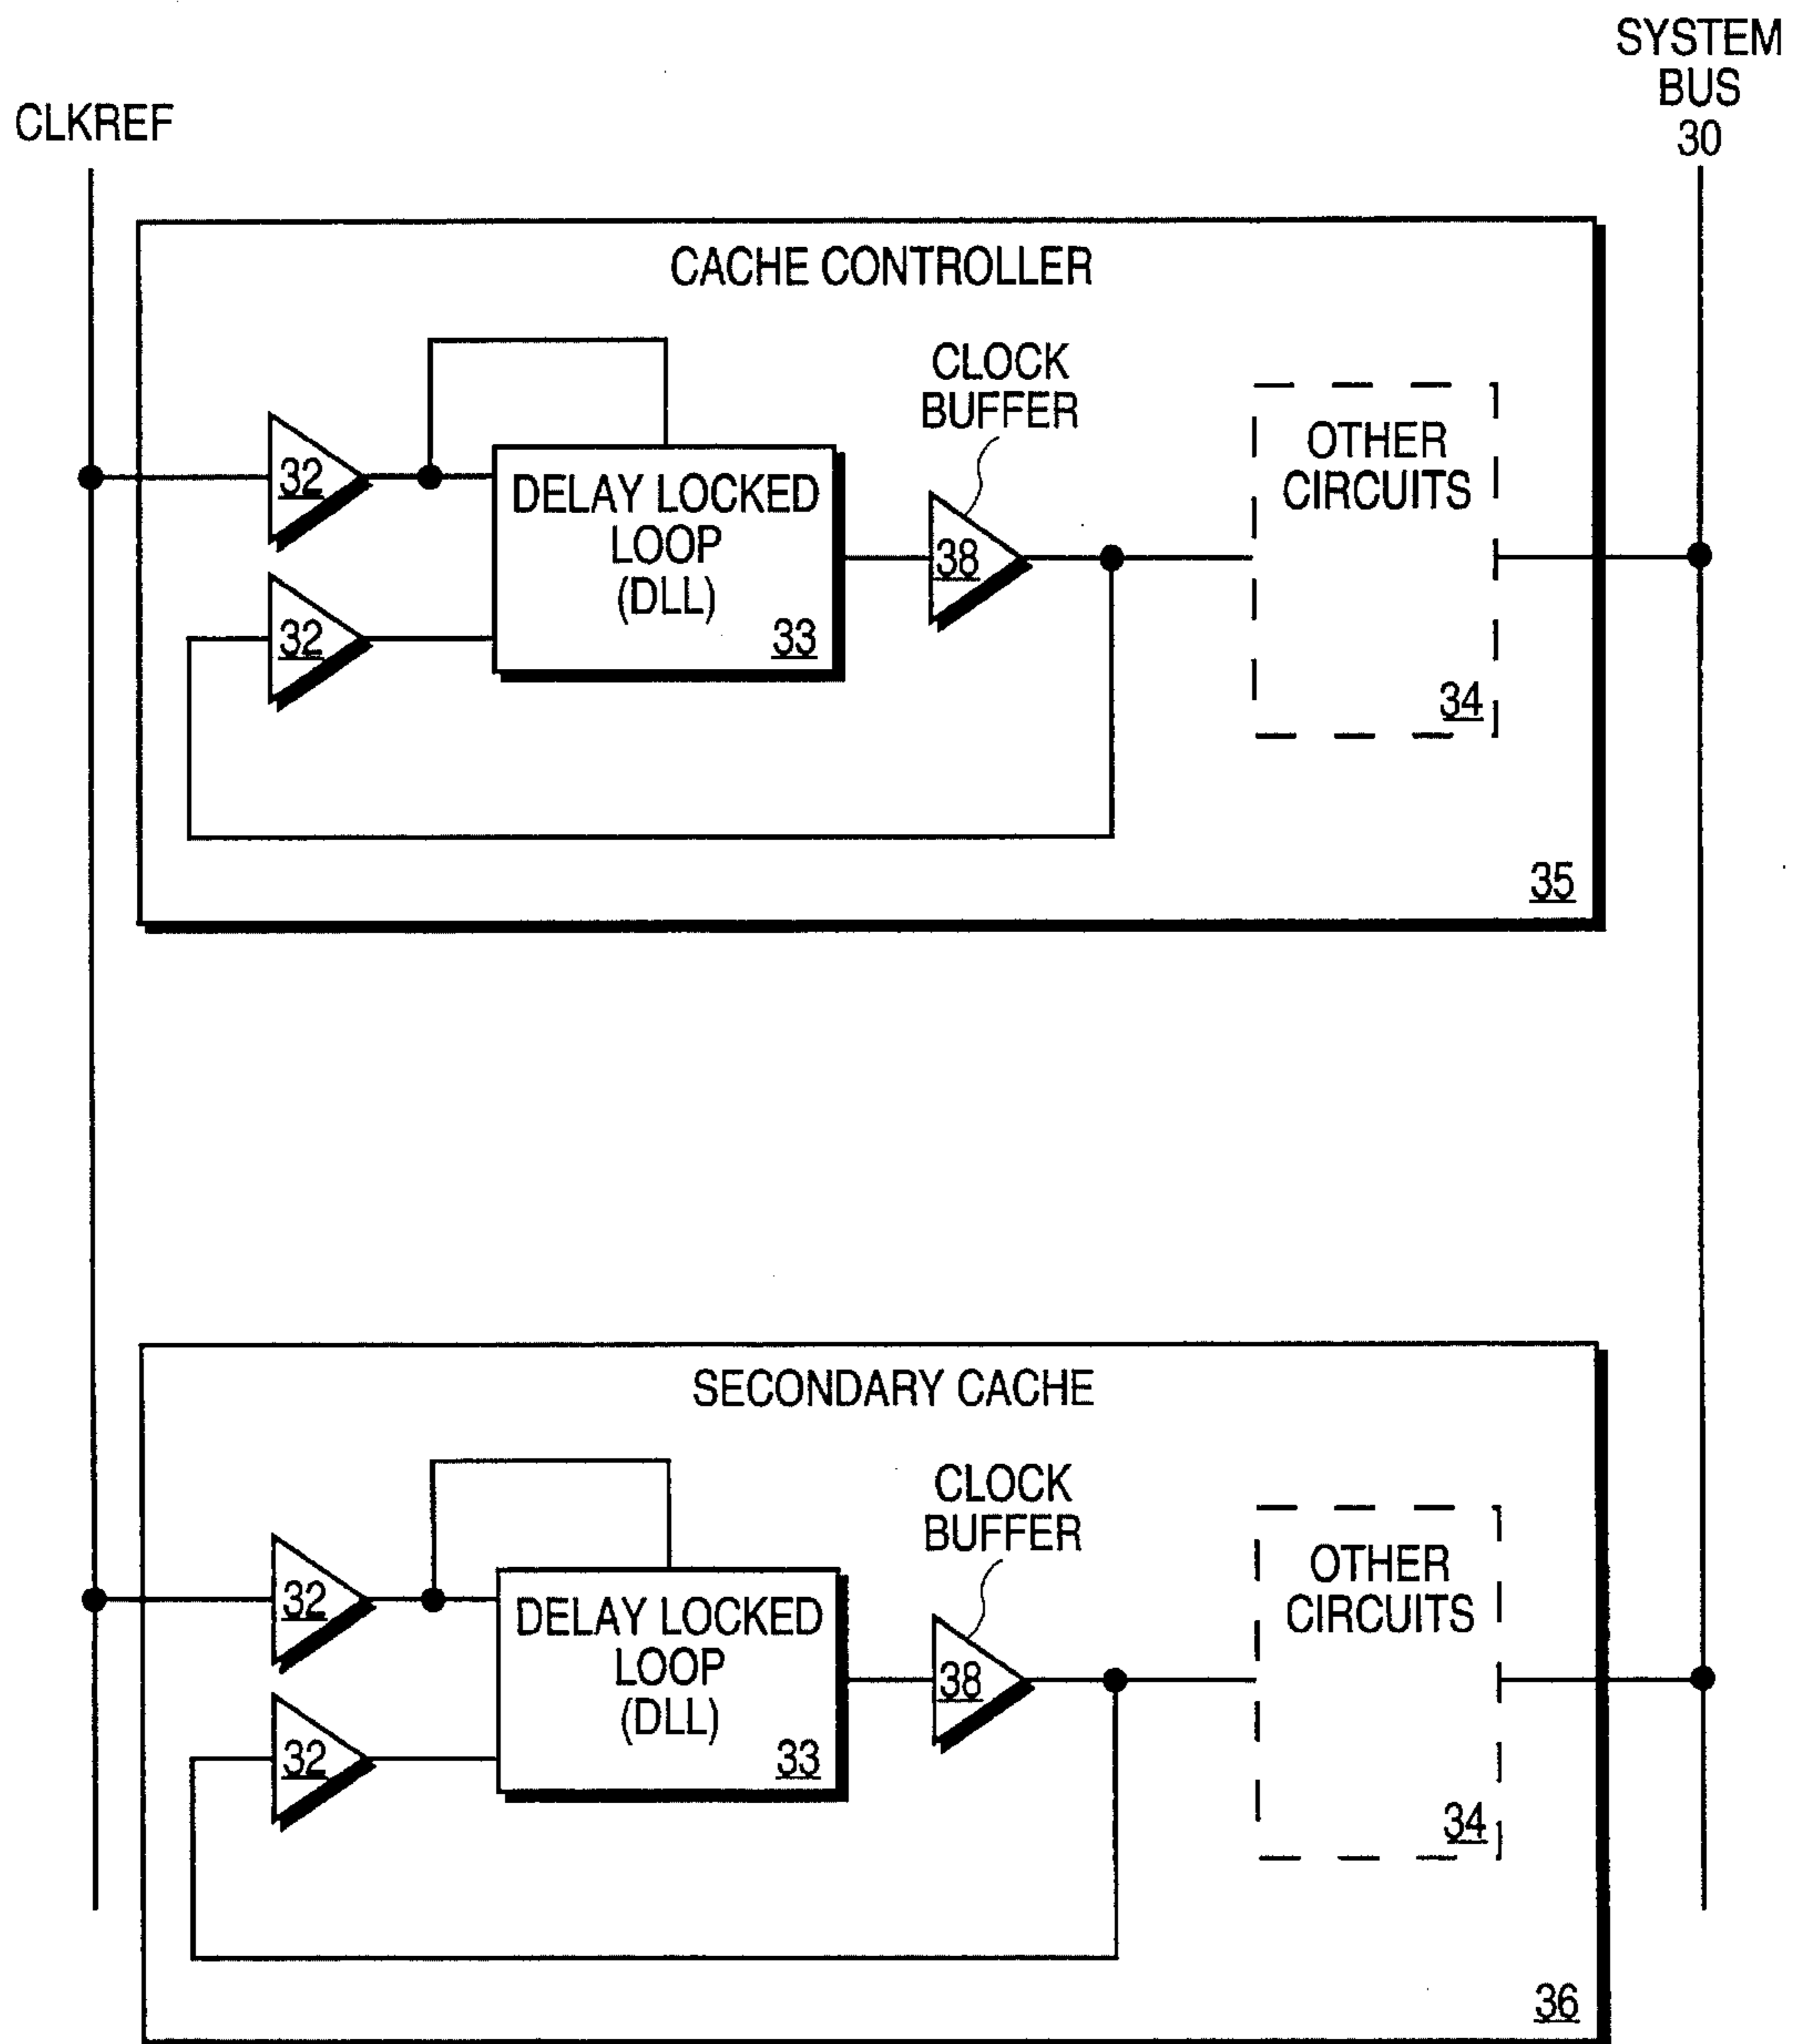 SYSTEM
BUS
30
CLKREF
CACHE CONTROLLER
CLOCK
BUFFER
32
DELAY LOCKED
LOOP
(DLL)
33
38
OTHER
CIRCUITS
34
32
35
SECONDARY CACHE
CLOCK
BUFFER
32
DELAY LOCKED
LOOP
(DLL)
33
38
OTHER
CIRCUITS
34
32
36